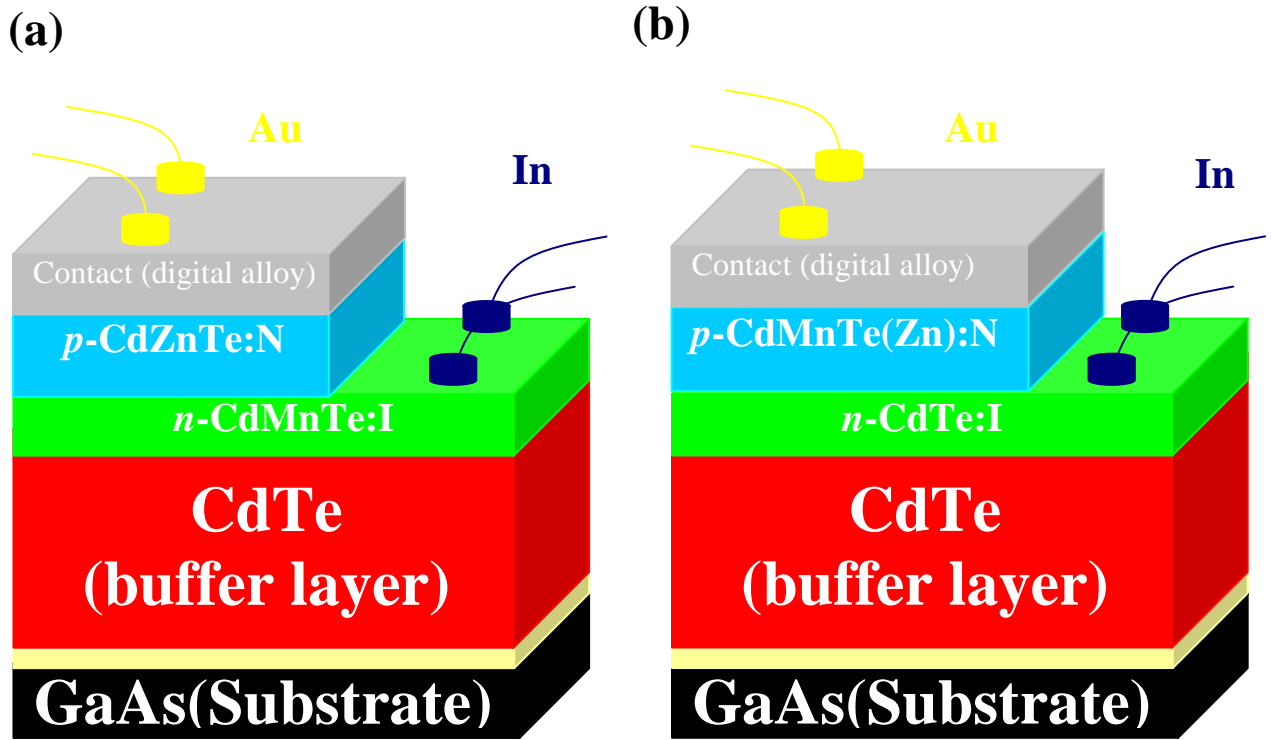 (a)
Au
In
Contact (digital alloy)
p-CdZnTe:N
n-CdMnTe:I
CdTe
(buffer layer)
GaAs(Substrate)
(b)
Au
In
Contact (digital alloy)
p-CdMnTe(Zn):N
n-CdTe:I
CdTe
(buffer layer)
GaAs(Substrate)